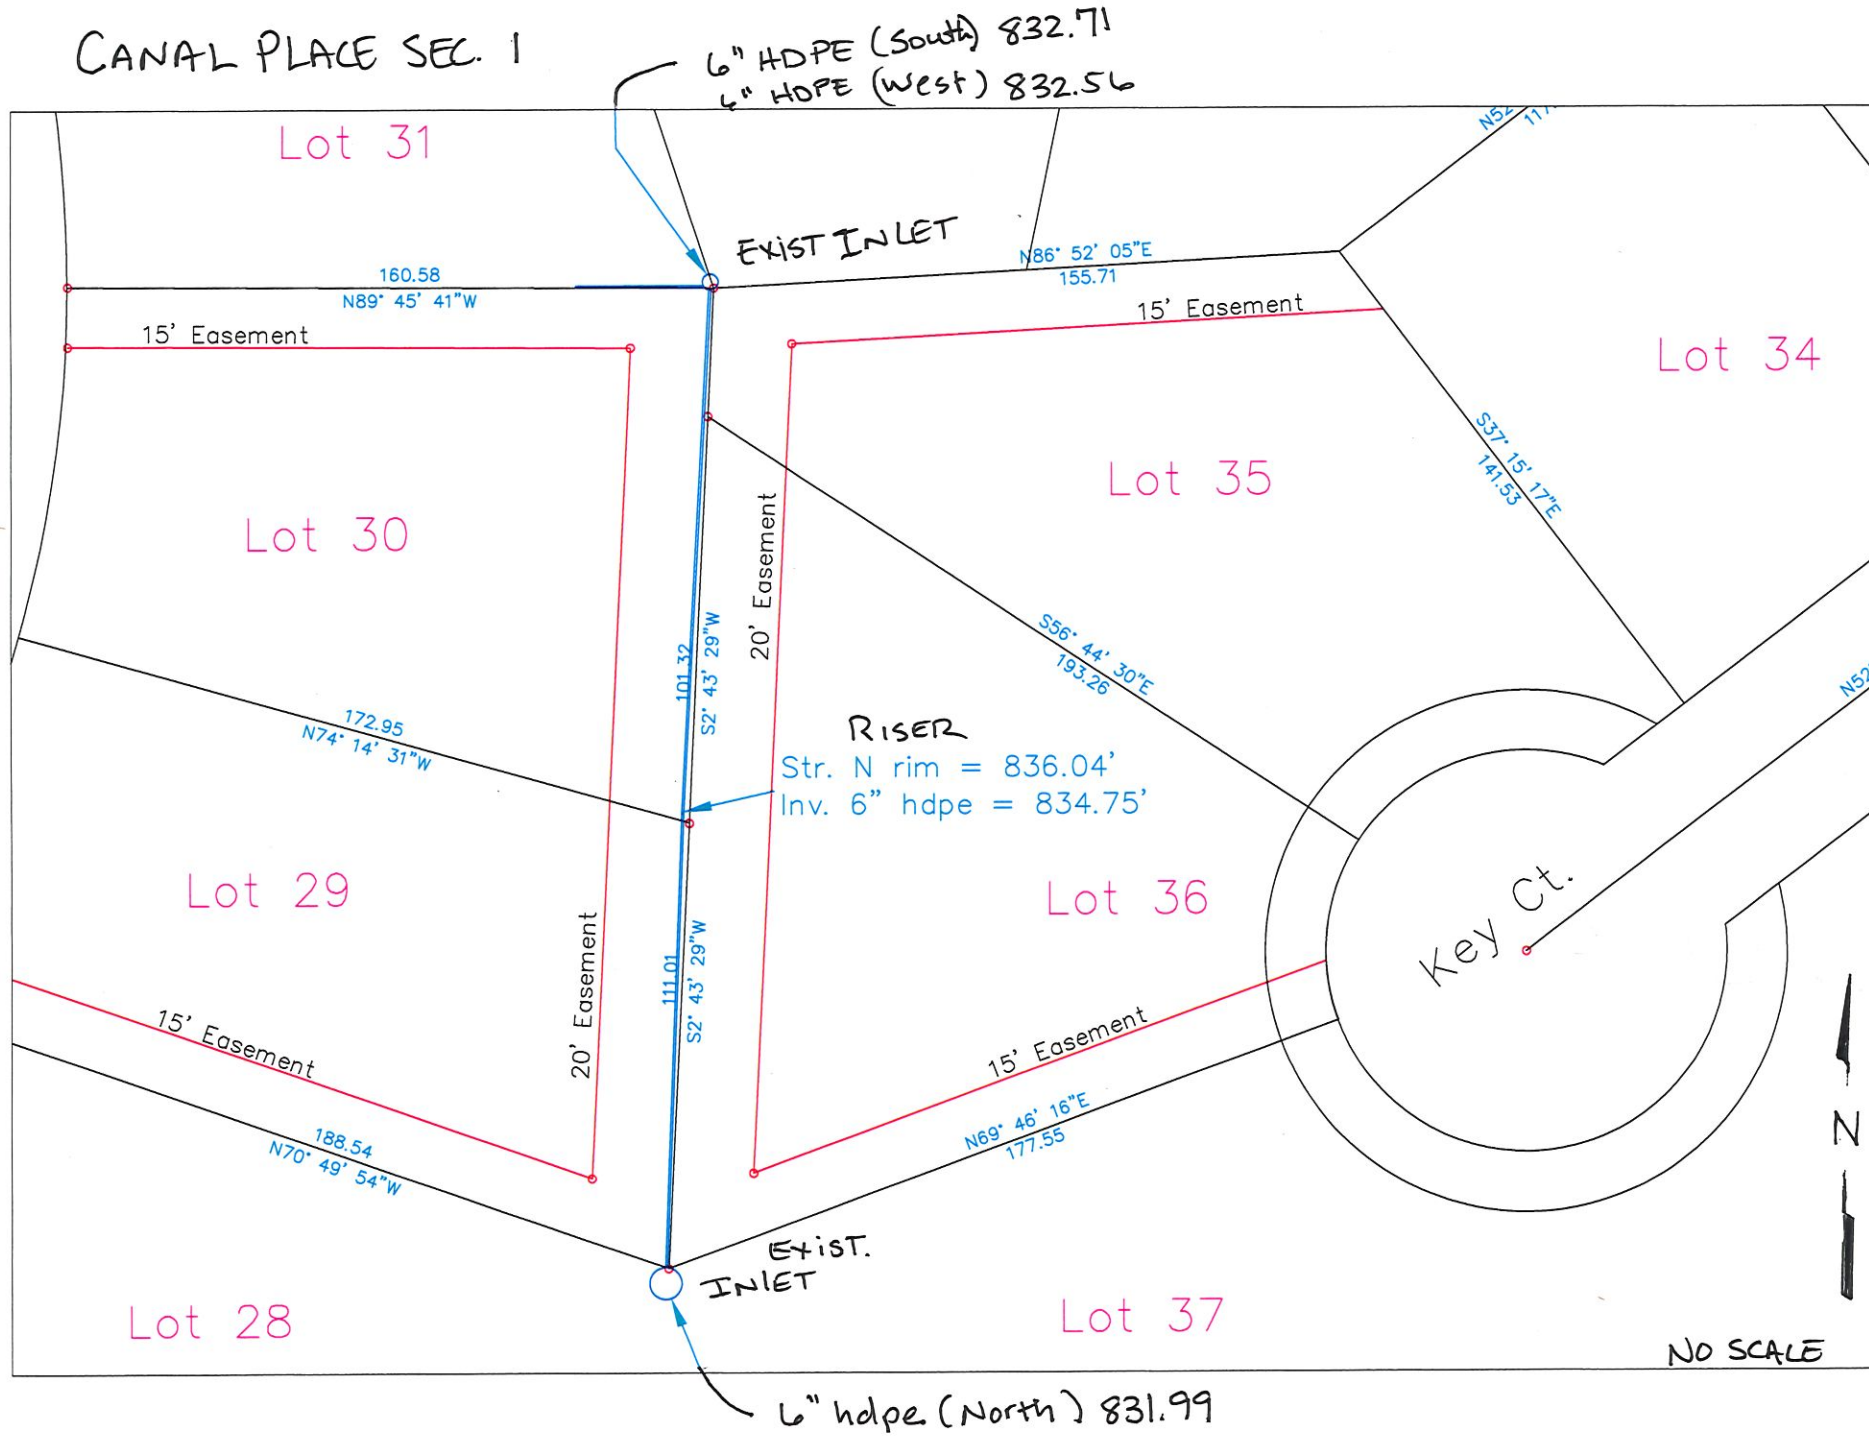 CANAL PLACE SEC. 1
6" HDPE (South) 832.71
6" HDPE (West) 832.56
Lot 31
N52°
117.
EXIST INLET
N86° 52' 05"E
155.71
160.58
N89° 45' 41"W
15' Easement
15' Easement
Lot 34
S37° 15' 17"E
141.53
Lot 35
Lot 30
20' Easement
101.32
S2° 43' 29"W
S56° 44' 30"E
193.26
N52°
172.95
N74° 14' 31"W
RISER
Str. N rim = 836.04'
Inv. 6" hdpe = 834.75'
Lot 29
Lot 36
Key Ct.
20' Easement
111.01
S2° 43' 29"W
15' Easement
15' Easement
N69° 46' 16"E
177.55
188.54
N70° 49' 54"W
N
EXIST.
INLET
Lot 28
Lot 37
NO SCALE
6" hdpe (North) 831.99